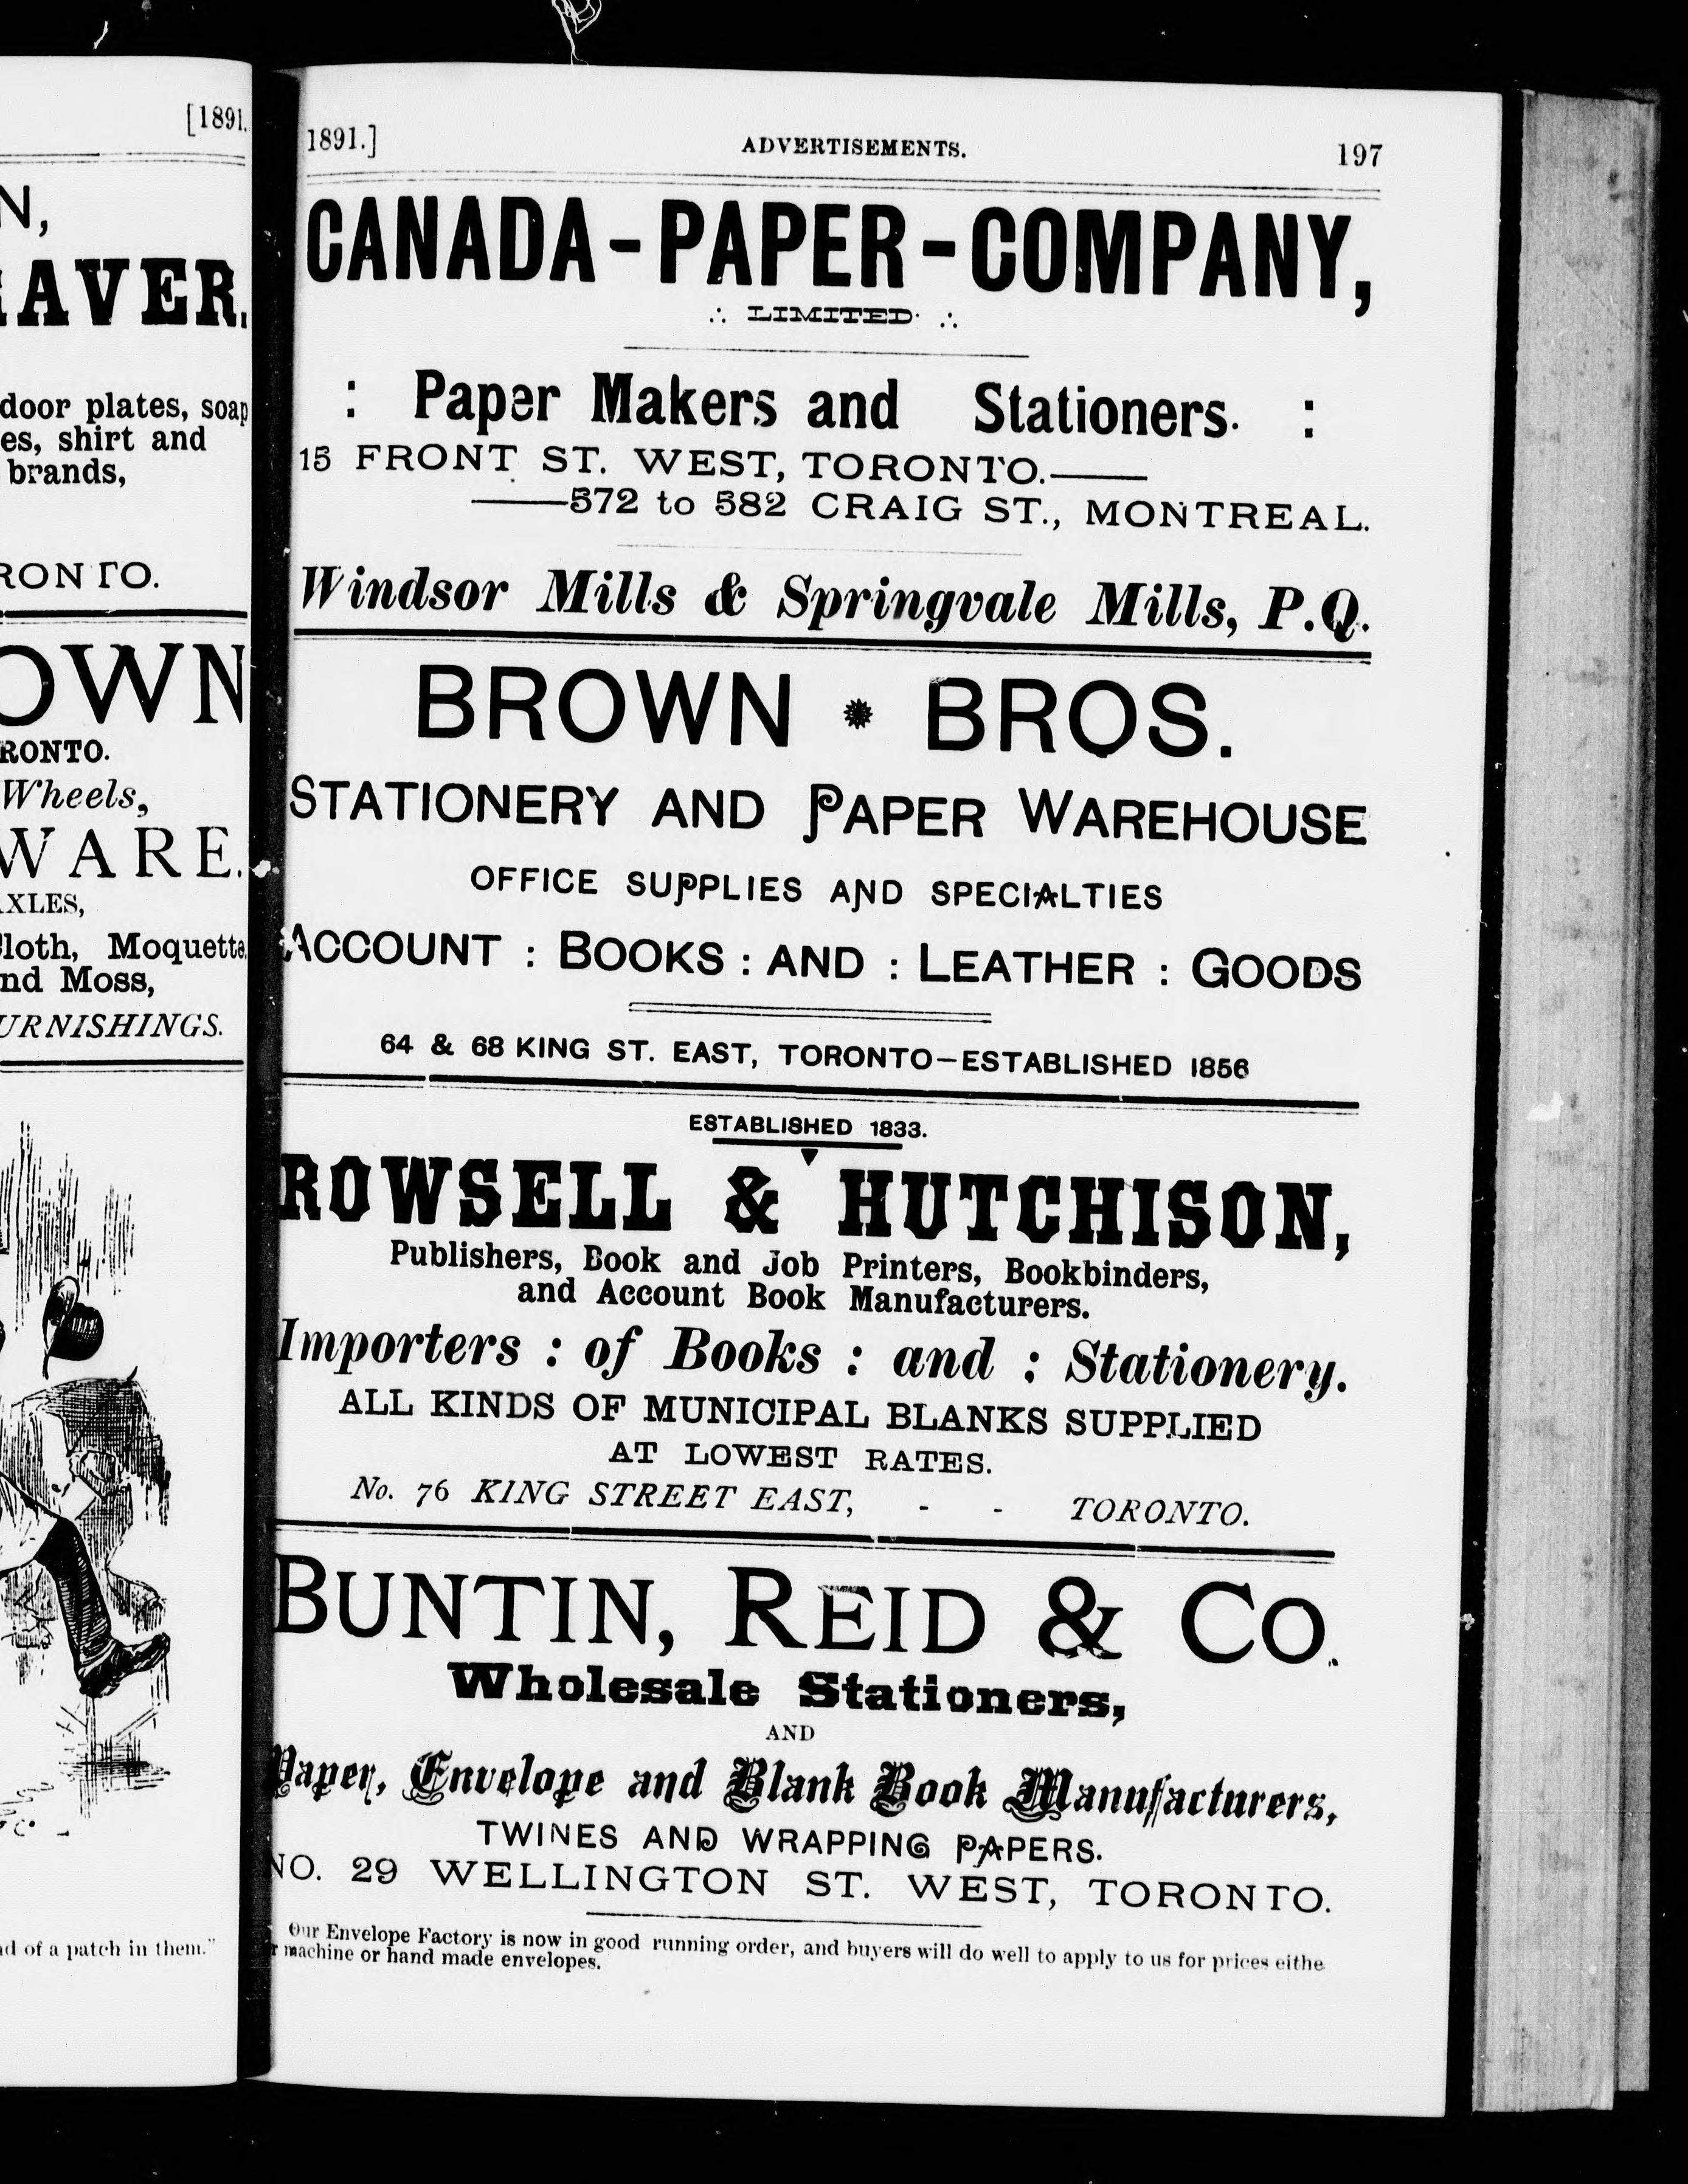 [1891.
N,
AVER.
door plates, soap
es, shirt and
brands,
RONTO.
OWN
RONTO.
Wheels,
WARE.
XLES,
loth, Moquette,
nd Moss,
URNISHINGS.
d of a patch in them."
1891.] ADVERTISEMENTS. 197
CANADA-PAPER-COMPANY,
∴ LIMITED· ∴
: Paper Makers and Stationers. :
15 FRONT ST. WEST, TORONTO.——
——572 to 582 CRAIG ST., MONTREAL.
Windsor Mills & Springvale Mills, P.Q.
BROWN * BROS.
STATIONERY AND PAPER WAREHOUSE
OFFICE SUPPLIES AND SPECIALTIES
ACCOUNT : BOOKS : AND : LEATHER : GOODS
64 & 68 KING ST. EAST, TORONTO—ESTABLISHED 1856
ESTABLISHED 1833.
ROWSELL & HUTCHISON,
Publishers, Book and Job Printers, Bookbinders,
and Account Book Manufacturers.
Importers : of Books : and : Stationery.
ALL KINDS OF MUNICIPAL BLANKS SUPPLIED
AT LOWEST RATES.
No. 76 KING STREET EAST, - - TORONTO.
BUNTIN, REID & CO.
Wholesale Stationers,
AND
Paper, Envelope and Blank Book Manufacturers,
TWINES AND WRAPPING PAPERS.
NO. 29 WELLINGTON ST. WEST, TORONTO.
Our Envelope Factory is now in good running order, and buyers will do well to apply to us for prices eithe
r machine or hand made envelopes.